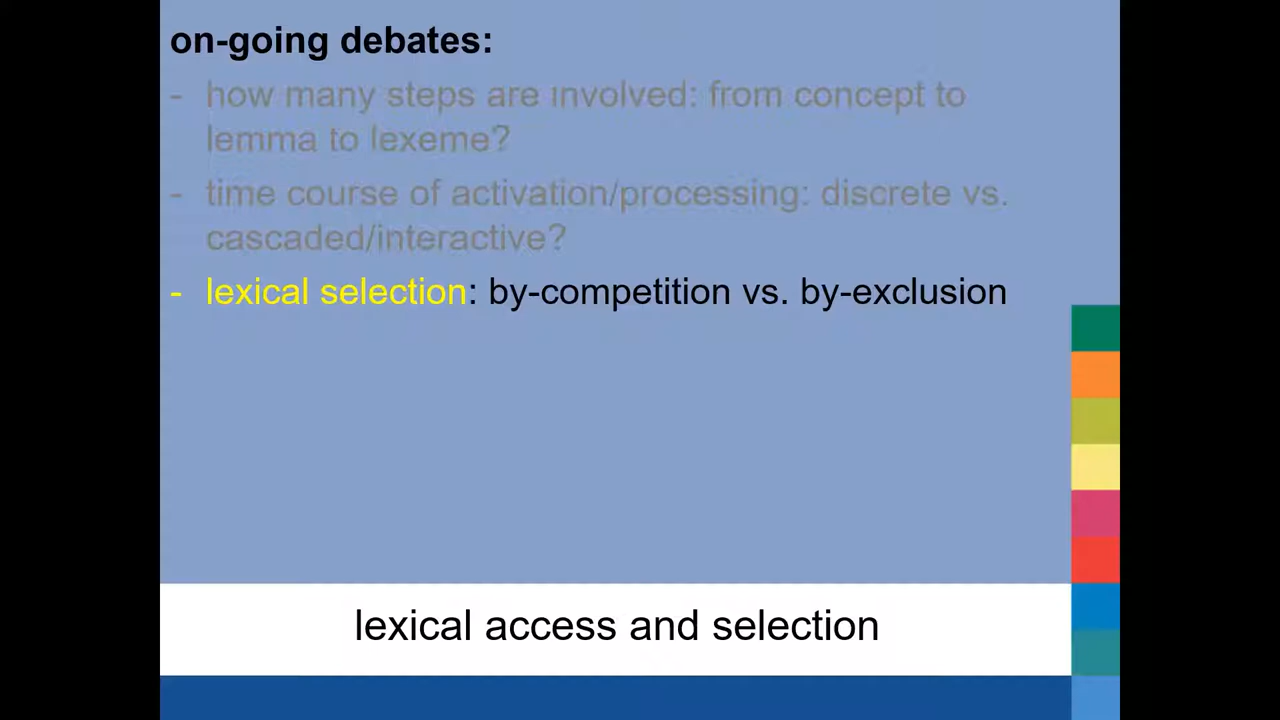 on-going debates:
- how many steps are involved: from concept to
lemma to lexeme?
- time course of activation/processing: discrete vs.
cascaded/interactive?
- lexical selection: by-competition vs. by-exclusion
lexical access and selection